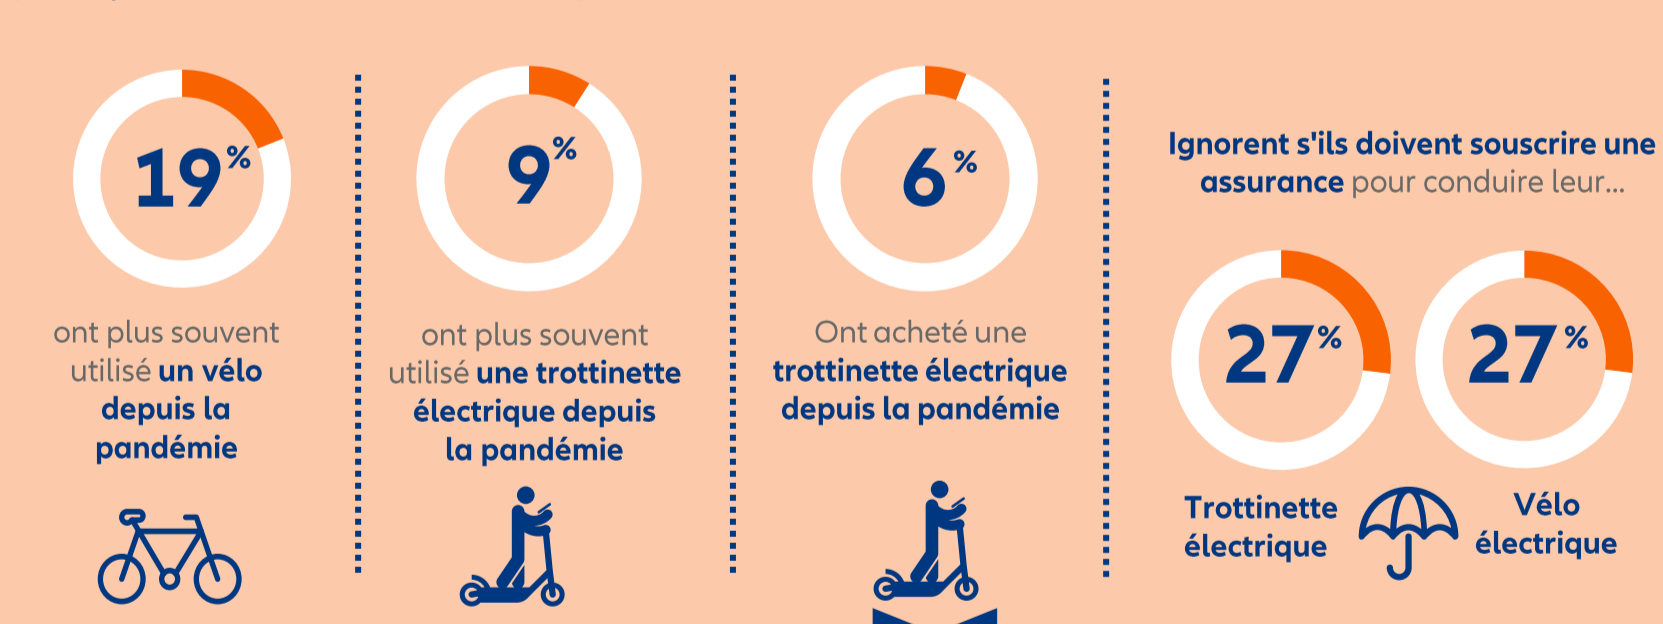 19%
ont plus souvent
utilisé un vélo
depuis la
pandémie
9%
ont plus souvent
utilisé une trottinette
électrique depuis
la pandémie
6%
Ont acheté une
trottinette électrique
depuis la pandémie
Ignorent s'ils doivent souscrire une
assurance pour conduire leur...
27%
Trottinette
électrique
27%
Vélo
électrique